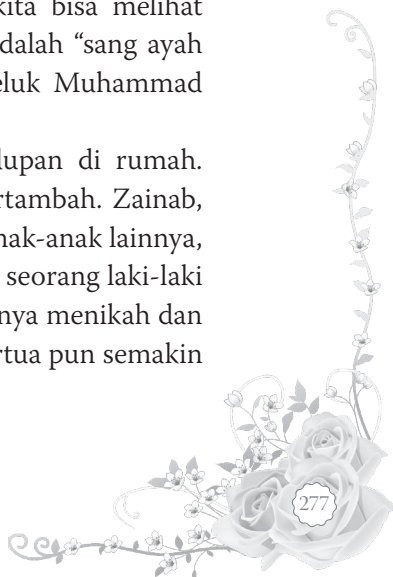 kita bisa melihat
dalah “sang ayah
eluk Muhammad
lupan di rumah.
rtambah. Zainab,
nak-anak lainnya,
seorang laki-laki
nya menikah dan
rtua pun semakin
277